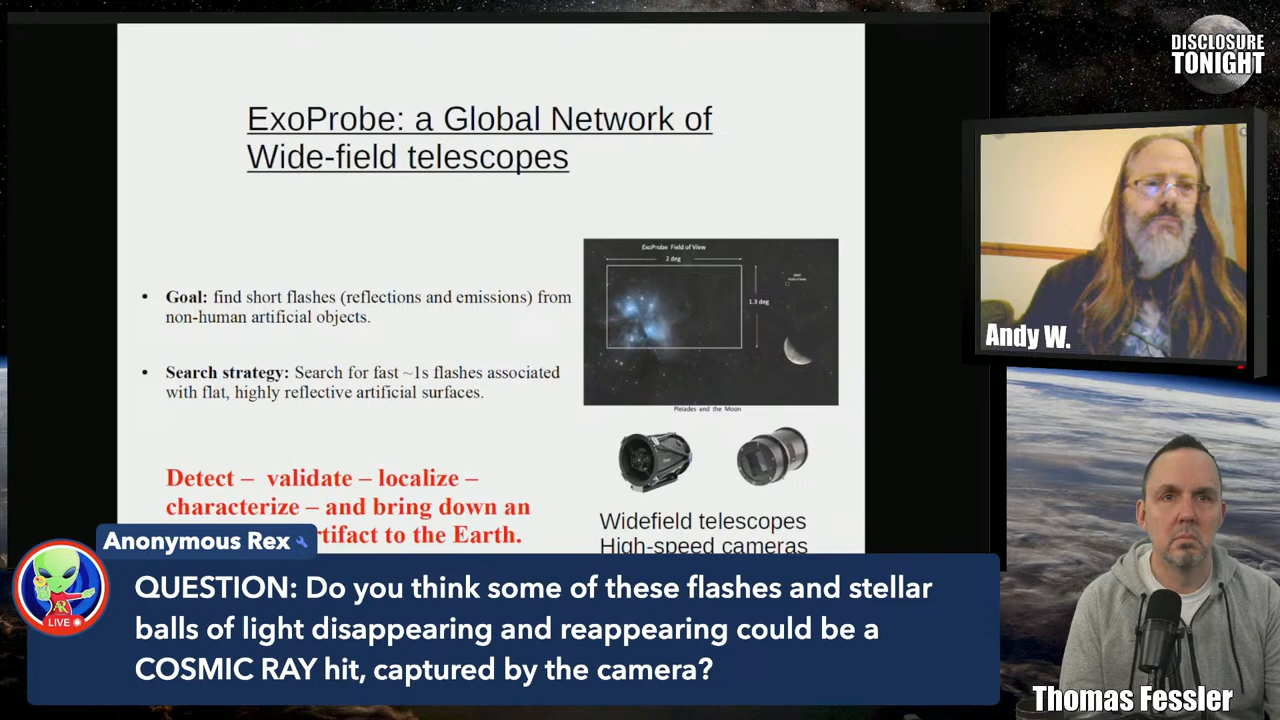 DISCLOSURE
TONIGHT
ExoProbe: a Global Network of
Wide-field telescopes
ExoProbe Field of View
2 deg
1.3 deg
Pleiades and the Moon
• Goal: find short flashes (reflections and emissions) from
non-human artificial objects.
• Search strategy: Search for fast ~1s flashes associated
with flat, highly reflective artificial surfaces.
Detect – validate – localize –
characterize – and bring down an
to the Earth.
Widefield telescopes
High-speed cameras
Andy W.
Anonymous Rex
AR
LIVE
QUESTION: Do you think some of these flashes and stellar
balls of light disappearing and reappearing could be a
COSMIC RAY hit, captured by the camera?
Thomas Fessler